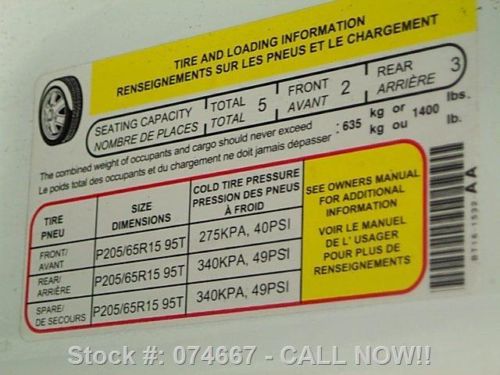 TIRE AND LOADING INFORMATION
RENSEIGNEMENTS SUR LES PNEUS ET LE CHARGEMENT
SEATING CAPACITY TOTAL 5 FRONT 2 REAR 3
NOMBRE DE PLACES TOTAL AVANT ARRIÈRE
The combined weight of occupants and cargo should never exceed : 635 kg or 1400 lbs.
Le poids total des occupants et du chargement ne doit jamais dépasser : kg ou lb.
TIRE PNEU SIZE DIMENSIONS COLD TIRE PRESSURE PRESSION DES PNEUS À FROID
FRONT/ AVANT P205/65R15 95T 275KPA, 40PSI
REAR/ ARRIÈRE P205/65R15 95T 340KPA, 49PSI
SPARE/ DE SECOURS P205/65R15 95T 340KPA, 49PSI
SEE OWNERS MANUAL
FOR ADDITIONAL
INFORMATION
VOIR LE MANUEL
DE L' USAGER
POUR PLUS DE
RENSEIGNEMENTS
AA
Stock #: 074667 - CALL NOW!!